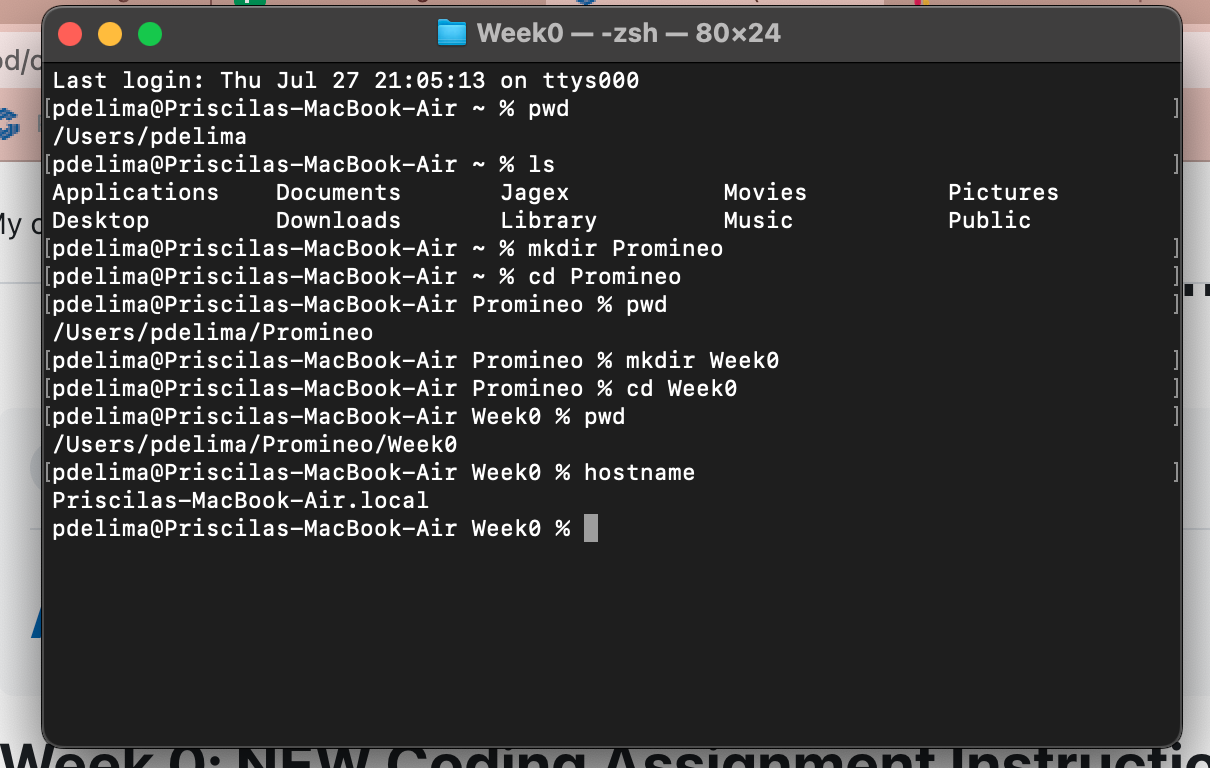 Week0 — -zsh — 80×24
Last login: Thu Jul 27 21:05:13 on ttys000
[pdelima@Priscilas-MacBook-Air ~ % pwd ]
/Users/pdelima
[pdelima@Priscilas-MacBook-Air ~ % ls ]
Applications Documents Jagex Movies Pictures
Desktop Downloads Library Music Public
[pdelima@Priscilas-MacBook-Air ~ % mkdir Promineo ]
[pdelima@Priscilas-MacBook-Air ~ % cd Promineo ]
[pdelima@Priscilas-MacBook-Air Promineo % pwd ]
/Users/pdelima/Promineo
[pdelima@Priscilas-MacBook-Air Promineo % mkdir Week0 ]
[pdelima@Priscilas-MacBook-Air Promineo % cd Week0 ]
[pdelima@Priscilas-MacBook-Air Week0 % pwd ]
/Users/pdelima/Promineo/Week0
[pdelima@Priscilas-MacBook-Air Week0 % hostname ]
Priscilas-MacBook-Air.local
pdelima@Priscilas-MacBook-Air Week0 %
Week 0: NEW Coding Assignment Instructio